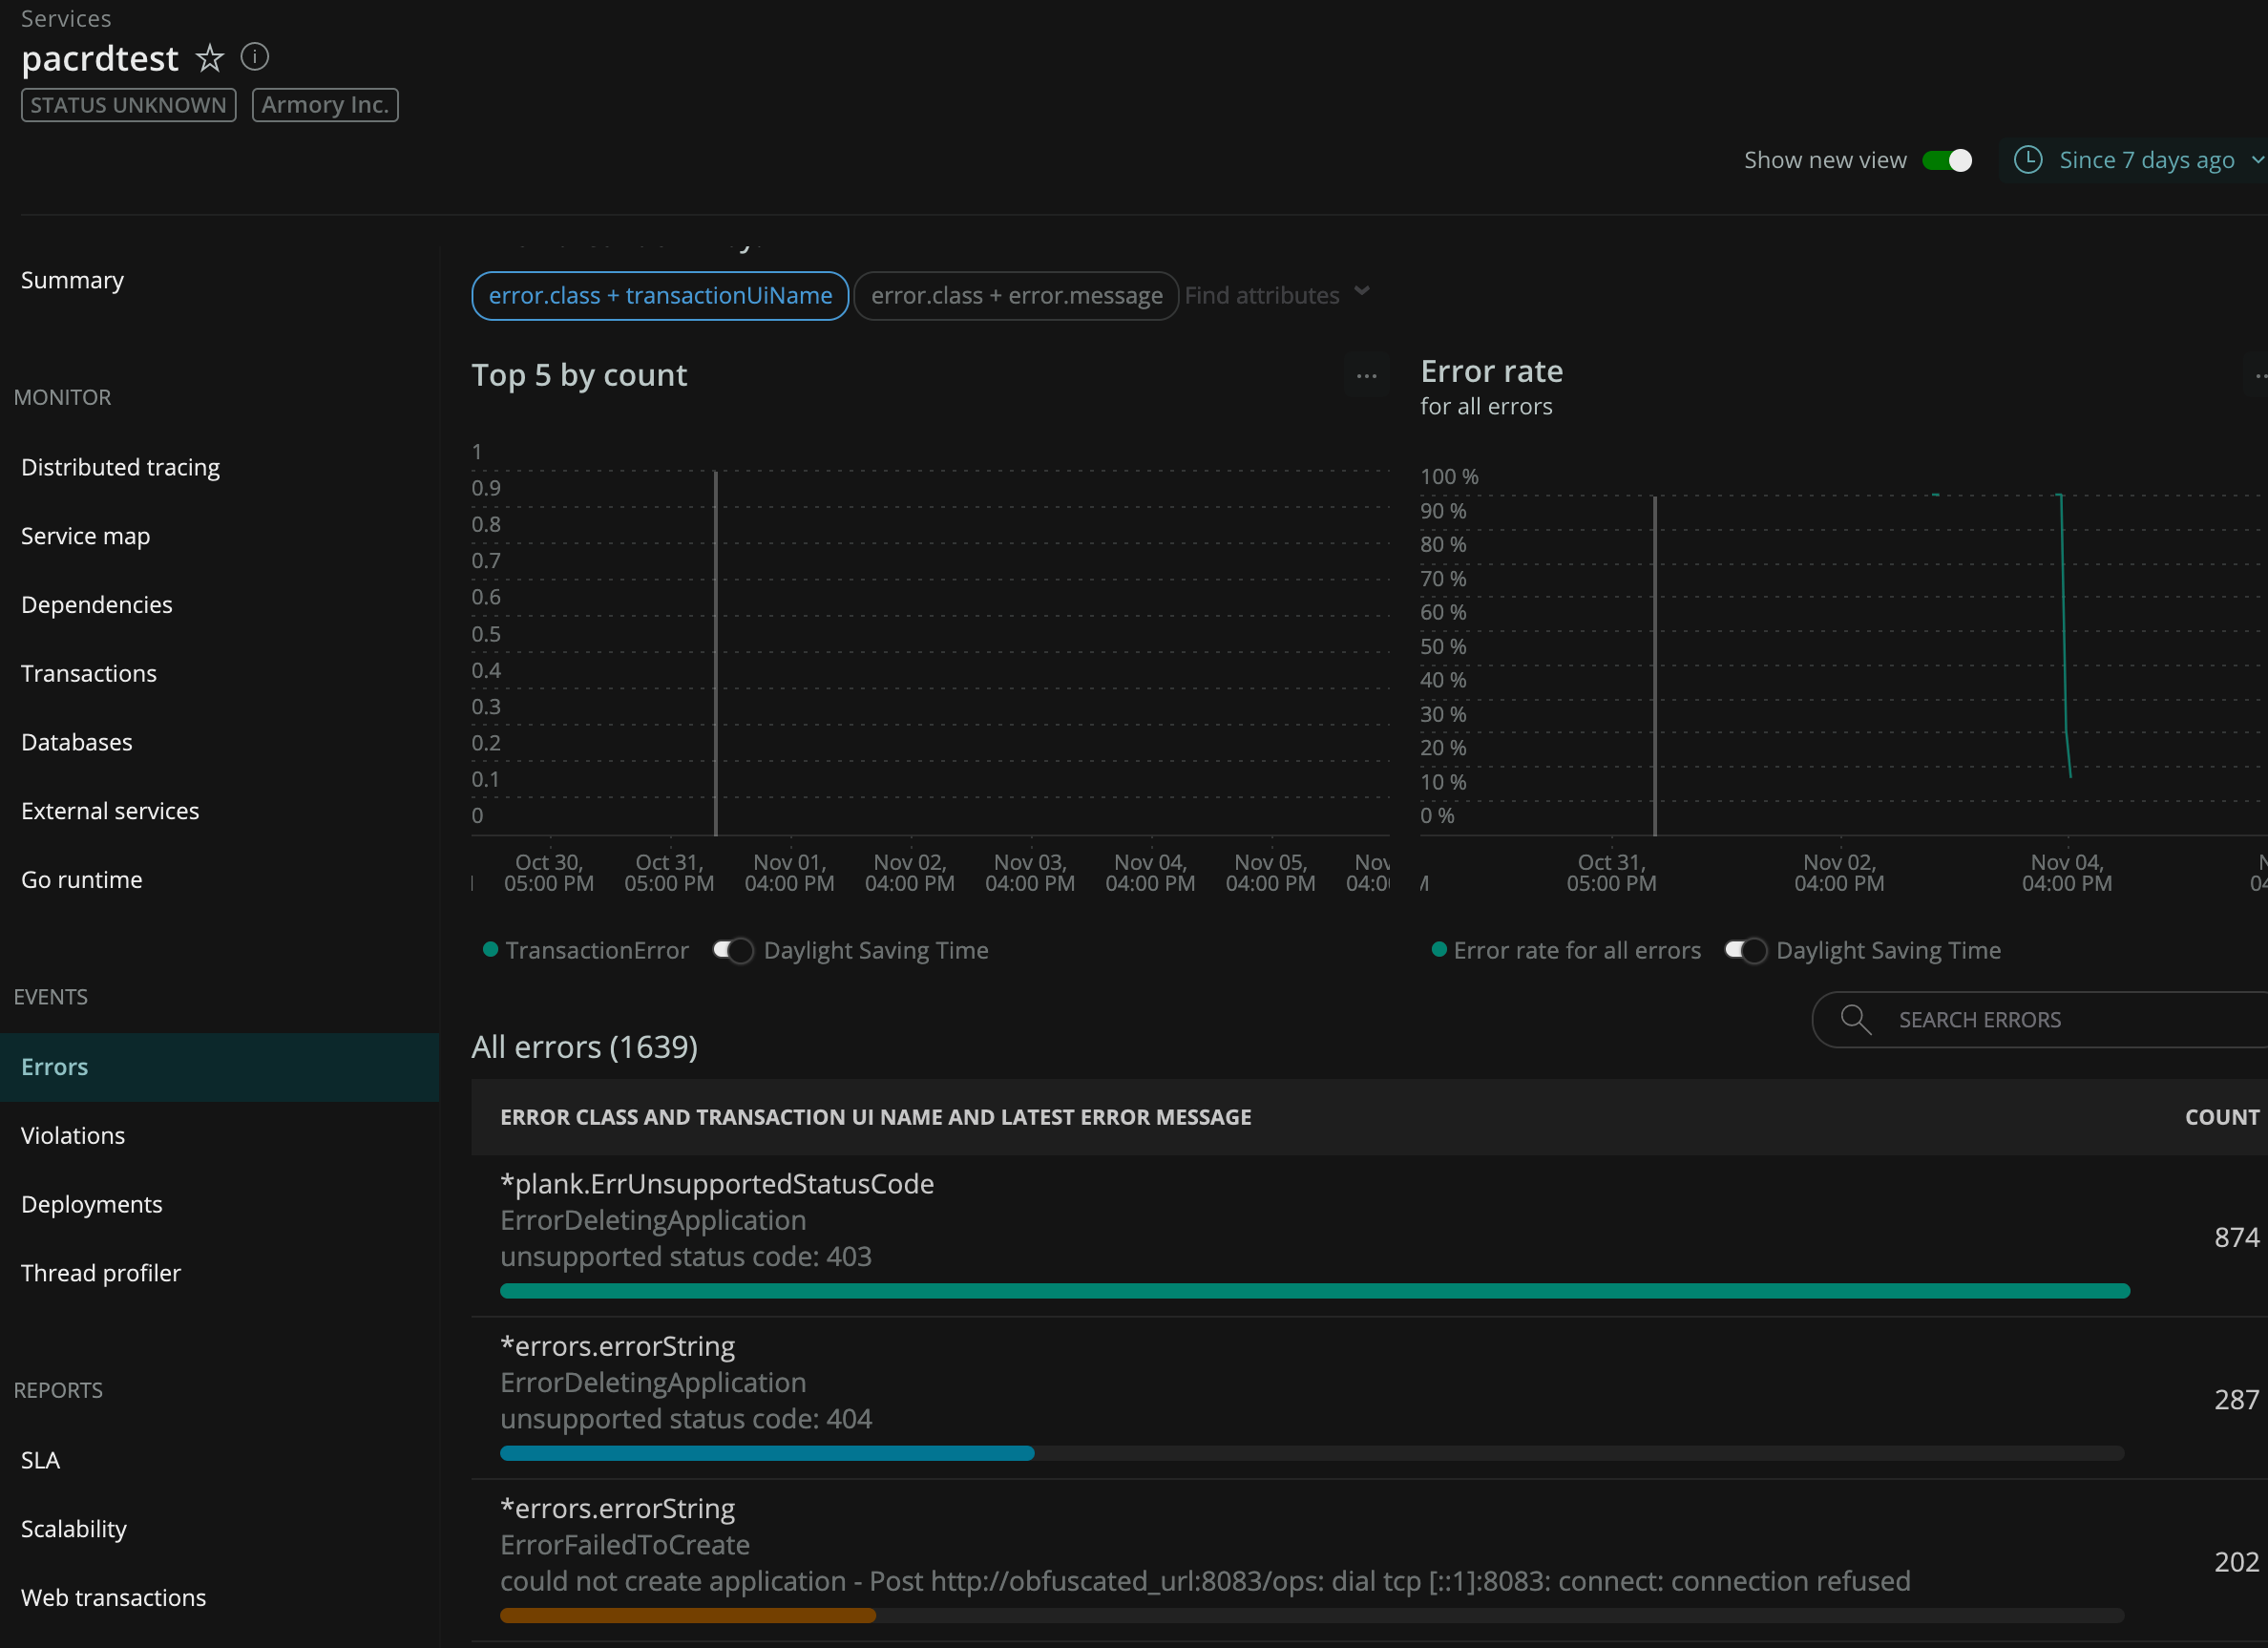 Services
pacrdtest
STATUS UNKNOWN Armory Inc.
Show new view Since 7 days ago
Summary
MONITOR
Distributed tracing
Service map
Dependencies
Transactions
Databases
External services
Go runtime
EVENTS
Errors
Violations
Deployments
Thread profiler
REPORTS
SLA
Scalability
Web transactions
error.class + transactionUiName error.class + error.message Find attributes
Top 5 by count
...
1
0.9
0.8
0.7
0.6
0.5
0.4
0.3
0.2
0.1
0
Oct 30, Oct 31, Nov 01, Nov 02, Nov 03, Nov 04, Nov 05, Nov
05:00 PM 05:00 PM 04:00 PM 04:00 PM 04:00 PM 04:00 PM 04:00 PM
TransactionError Daylight Saving Time
Error rate
for all errors
100 %
90 %
80 %
70 %
60 %
50 %
40 %
30 %
20 %
10 %
0 %
Oct 31, Nov 02, Nov 04,
05:00 PM 04:00 PM 04:00 PM
Error rate for all errors Daylight Saving Time
SEARCH ERRORS
All errors (1639)
ERROR CLASS AND TRANSACTION UI NAME AND LATEST ERROR MESSAGE COUNT
*plank.ErrUnsupportedStatusCode
ErrorDeletingApplication
unsupported status code: 403
874
*errors.errorString
ErrorDeletingApplication
unsupported status code: 404
287
*errors.errorString
ErrorFailedToCreate
could not create application - Post http://obfuscated_url:8083/ops: dial tcp [::1]:8083: connect: connection refused
202